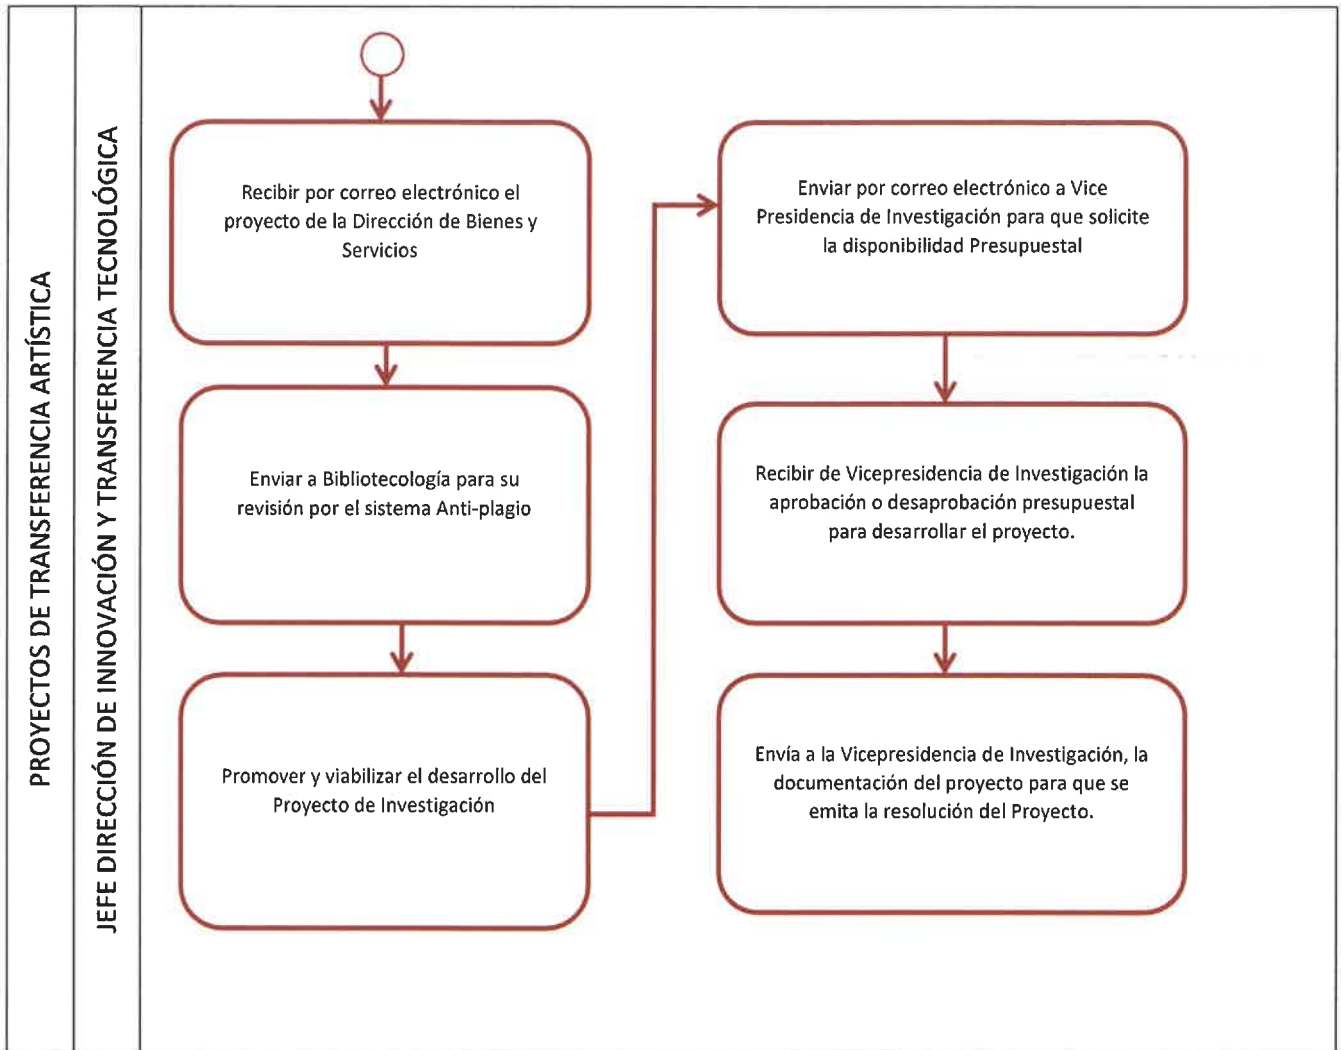 PROYECTOS DE TRANSFERENCIA ARTÍSTICA
JEFE DIRECCIÓN DE INNOVACIÓN Y TRANSFERENCIA TECNOLÓGICA
Recibir por correo electrónico el
proyecto de la Dirección de Bienes y
Servicios
Enviar a Bibliotecología para su
revisión por el sistema Anti-plagio
Promover y viabilizar el desarrollo del
Proyecto de Investigación
Enviar por correo electrónico a Vice
Presidencia de Investigación para que solicite
la disponibilidad Presupuestal
Recibir de Vicepresidencia de Investigación la
aprobación o desaprobación presupuestal
para desarrollar el proyecto.
Envía a la Vicepresidencia de Investigación, la
documentación del proyecto para que se
emita la resolución del Proyecto.